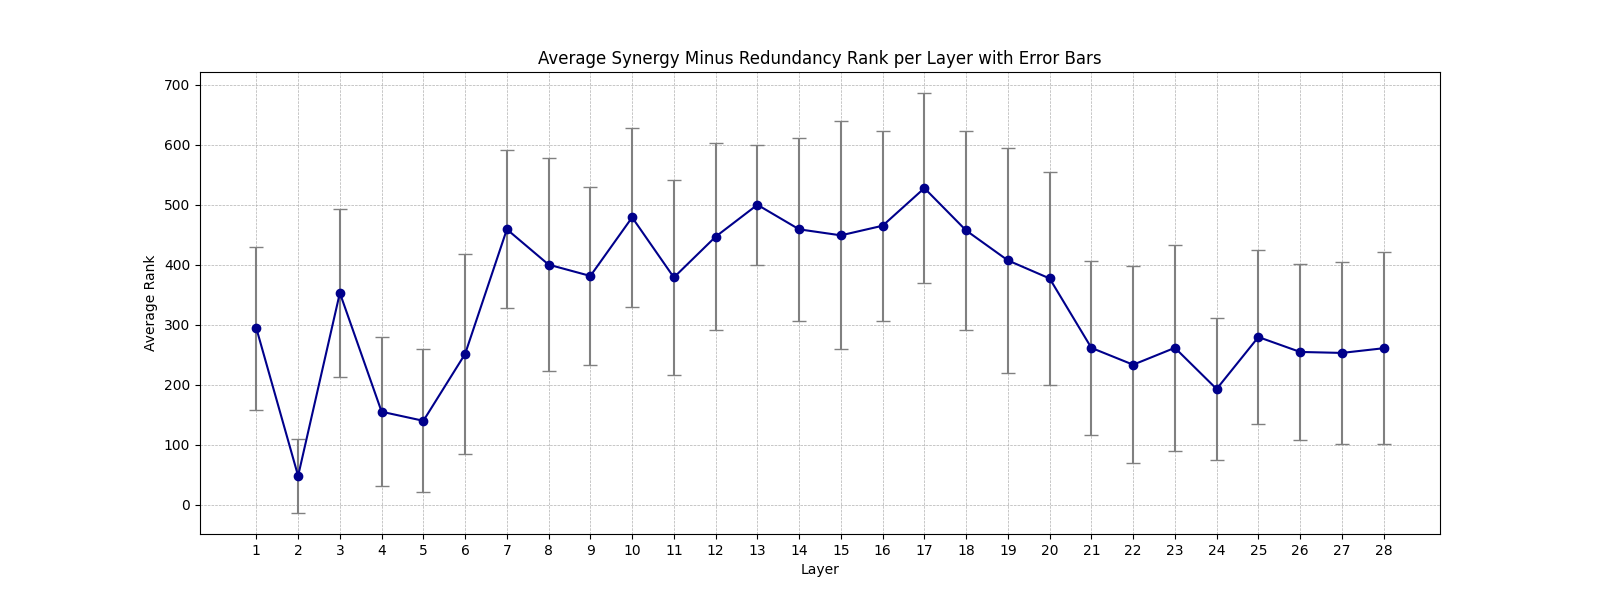 Average Synergy Minus Redundancy Rank per Layer with Error Bars
700
600
500
400
300
200
100
0
Average Rank
1 2 3 4 5 6 7 8 9 10 11 12 13 14 15 16 17 18 19 20 21 22 23 24 25 26 27 28
Layer